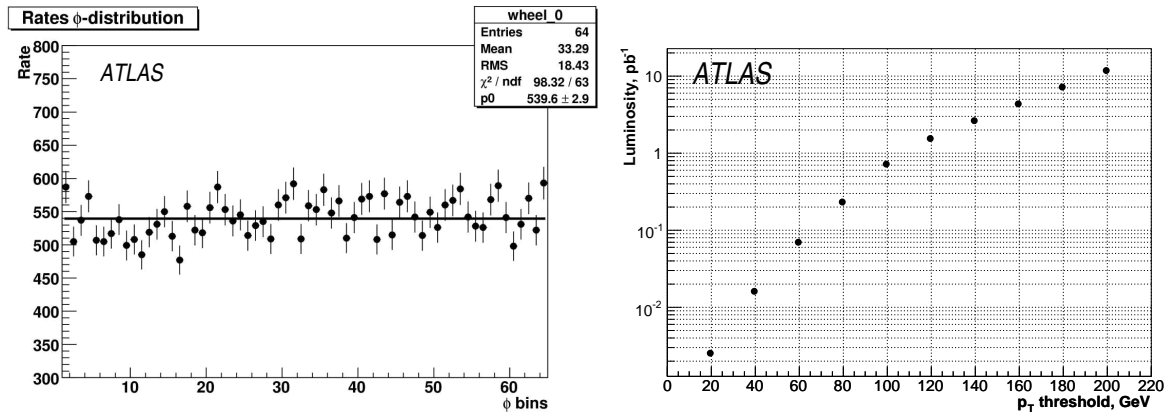 Rates ϕ-distribution
wheel_0
Entries 64
Mean 33.29
RMS 18.43
χ² / ndf 98.32 / 63
p0 539.6 ± 2.9
ATLAS
Rate
800
750
700
650
600
550
500
450
400
350
300
10 20 30 40 50 60
ϕ bins
ATLAS
Luminosity, pb⁻¹
10
1
10⁻¹
10⁻²
0 20 40 60 80 100 120 140 160 180 200 220
p_T threshold, GeV